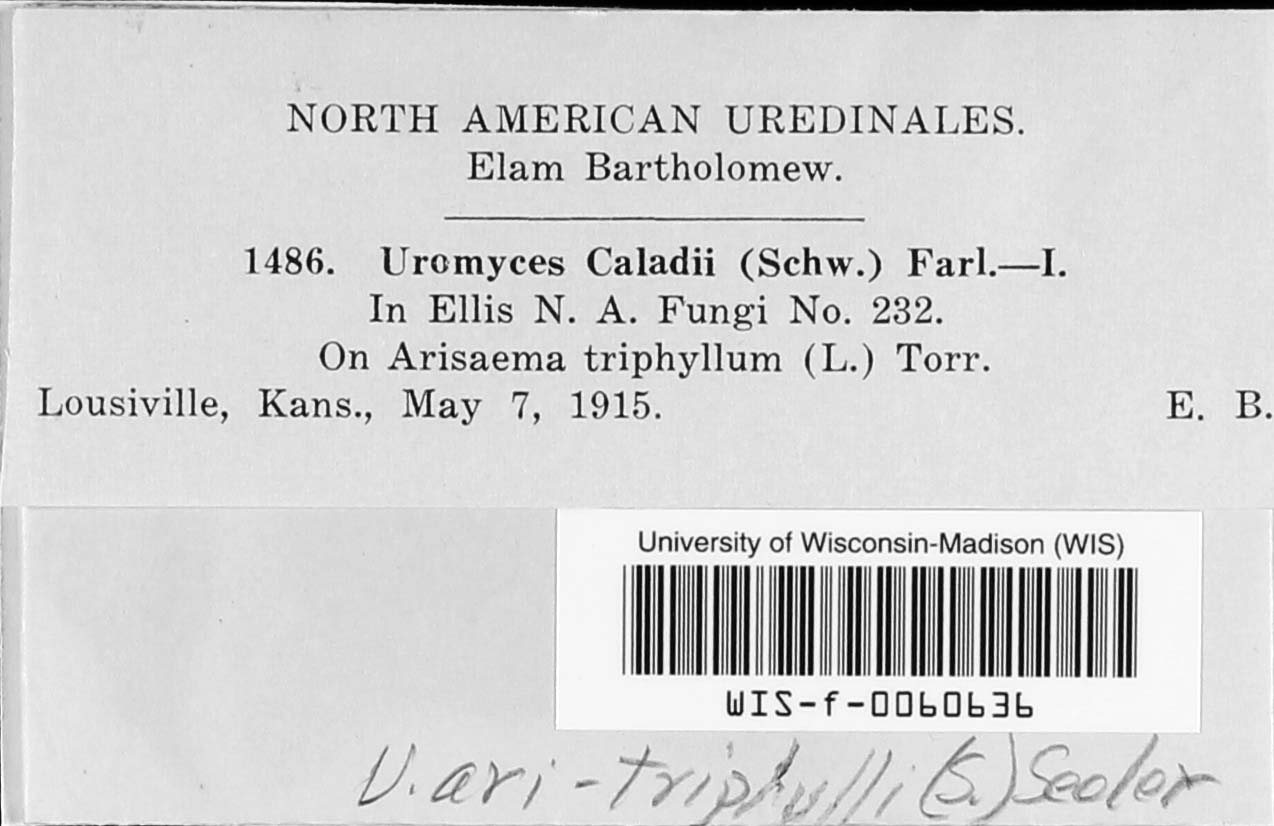 NORTH AMERICAN UREDINALES.
Elam Bartholomew.
1486. Uromyces Caladii (Schw.) Farl.—I.
In Ellis N. A. Fungi No. 232.
On Arisaema triphyllum (L.) Torr.
Lousiville, Kans., May 7, 1915. E. B.
University of Wisconsin-Madison (WIS)
WIS-f-0060636
U. ari-triphylli (S.) Seeler